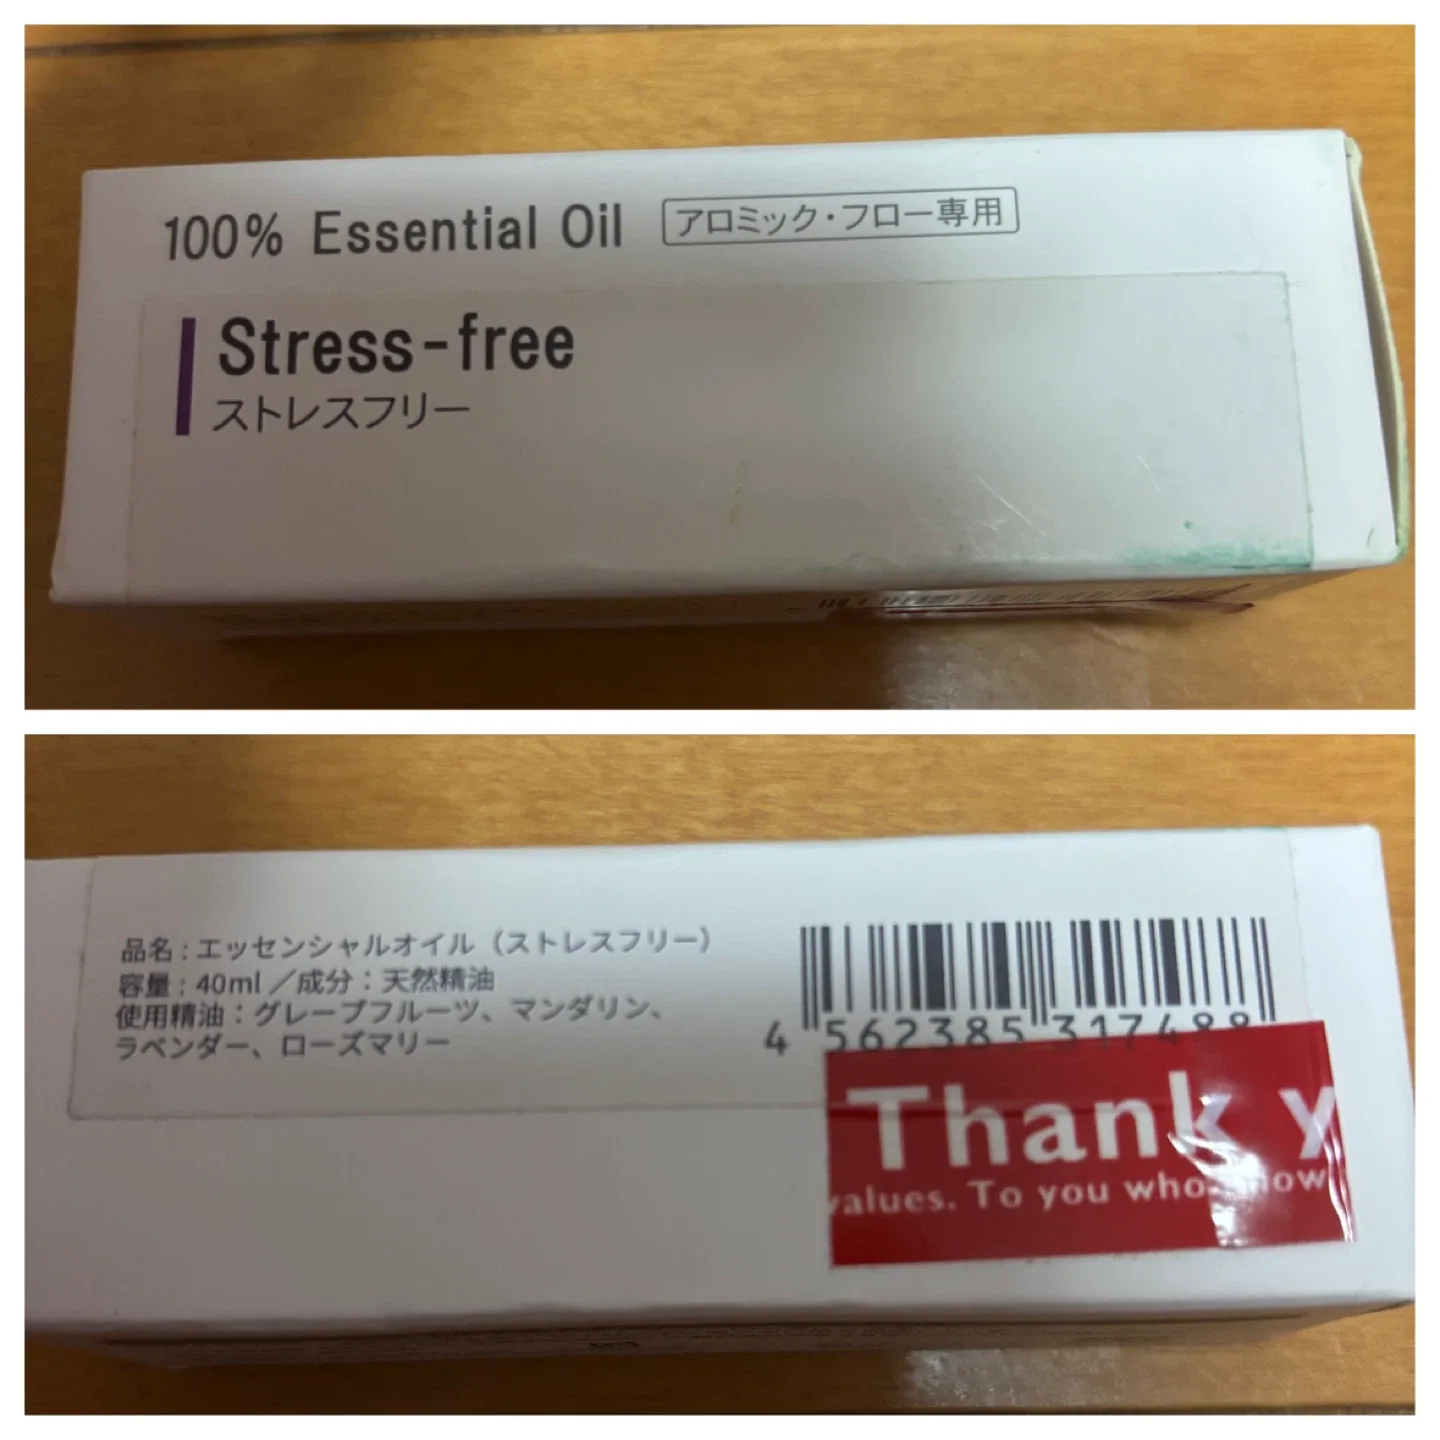 100% Essential Oil アロミック・フロー専用
Stress-free
ストレスフリー
品名：エッセンシャルオイル（ストレスフリー）
容量：40ml／成分：天然精油
使用精油：グレープフルーツ、マンダリン、
ラベンダー、ローズマリー
4 562385 317488
Thank y
values. To you who know